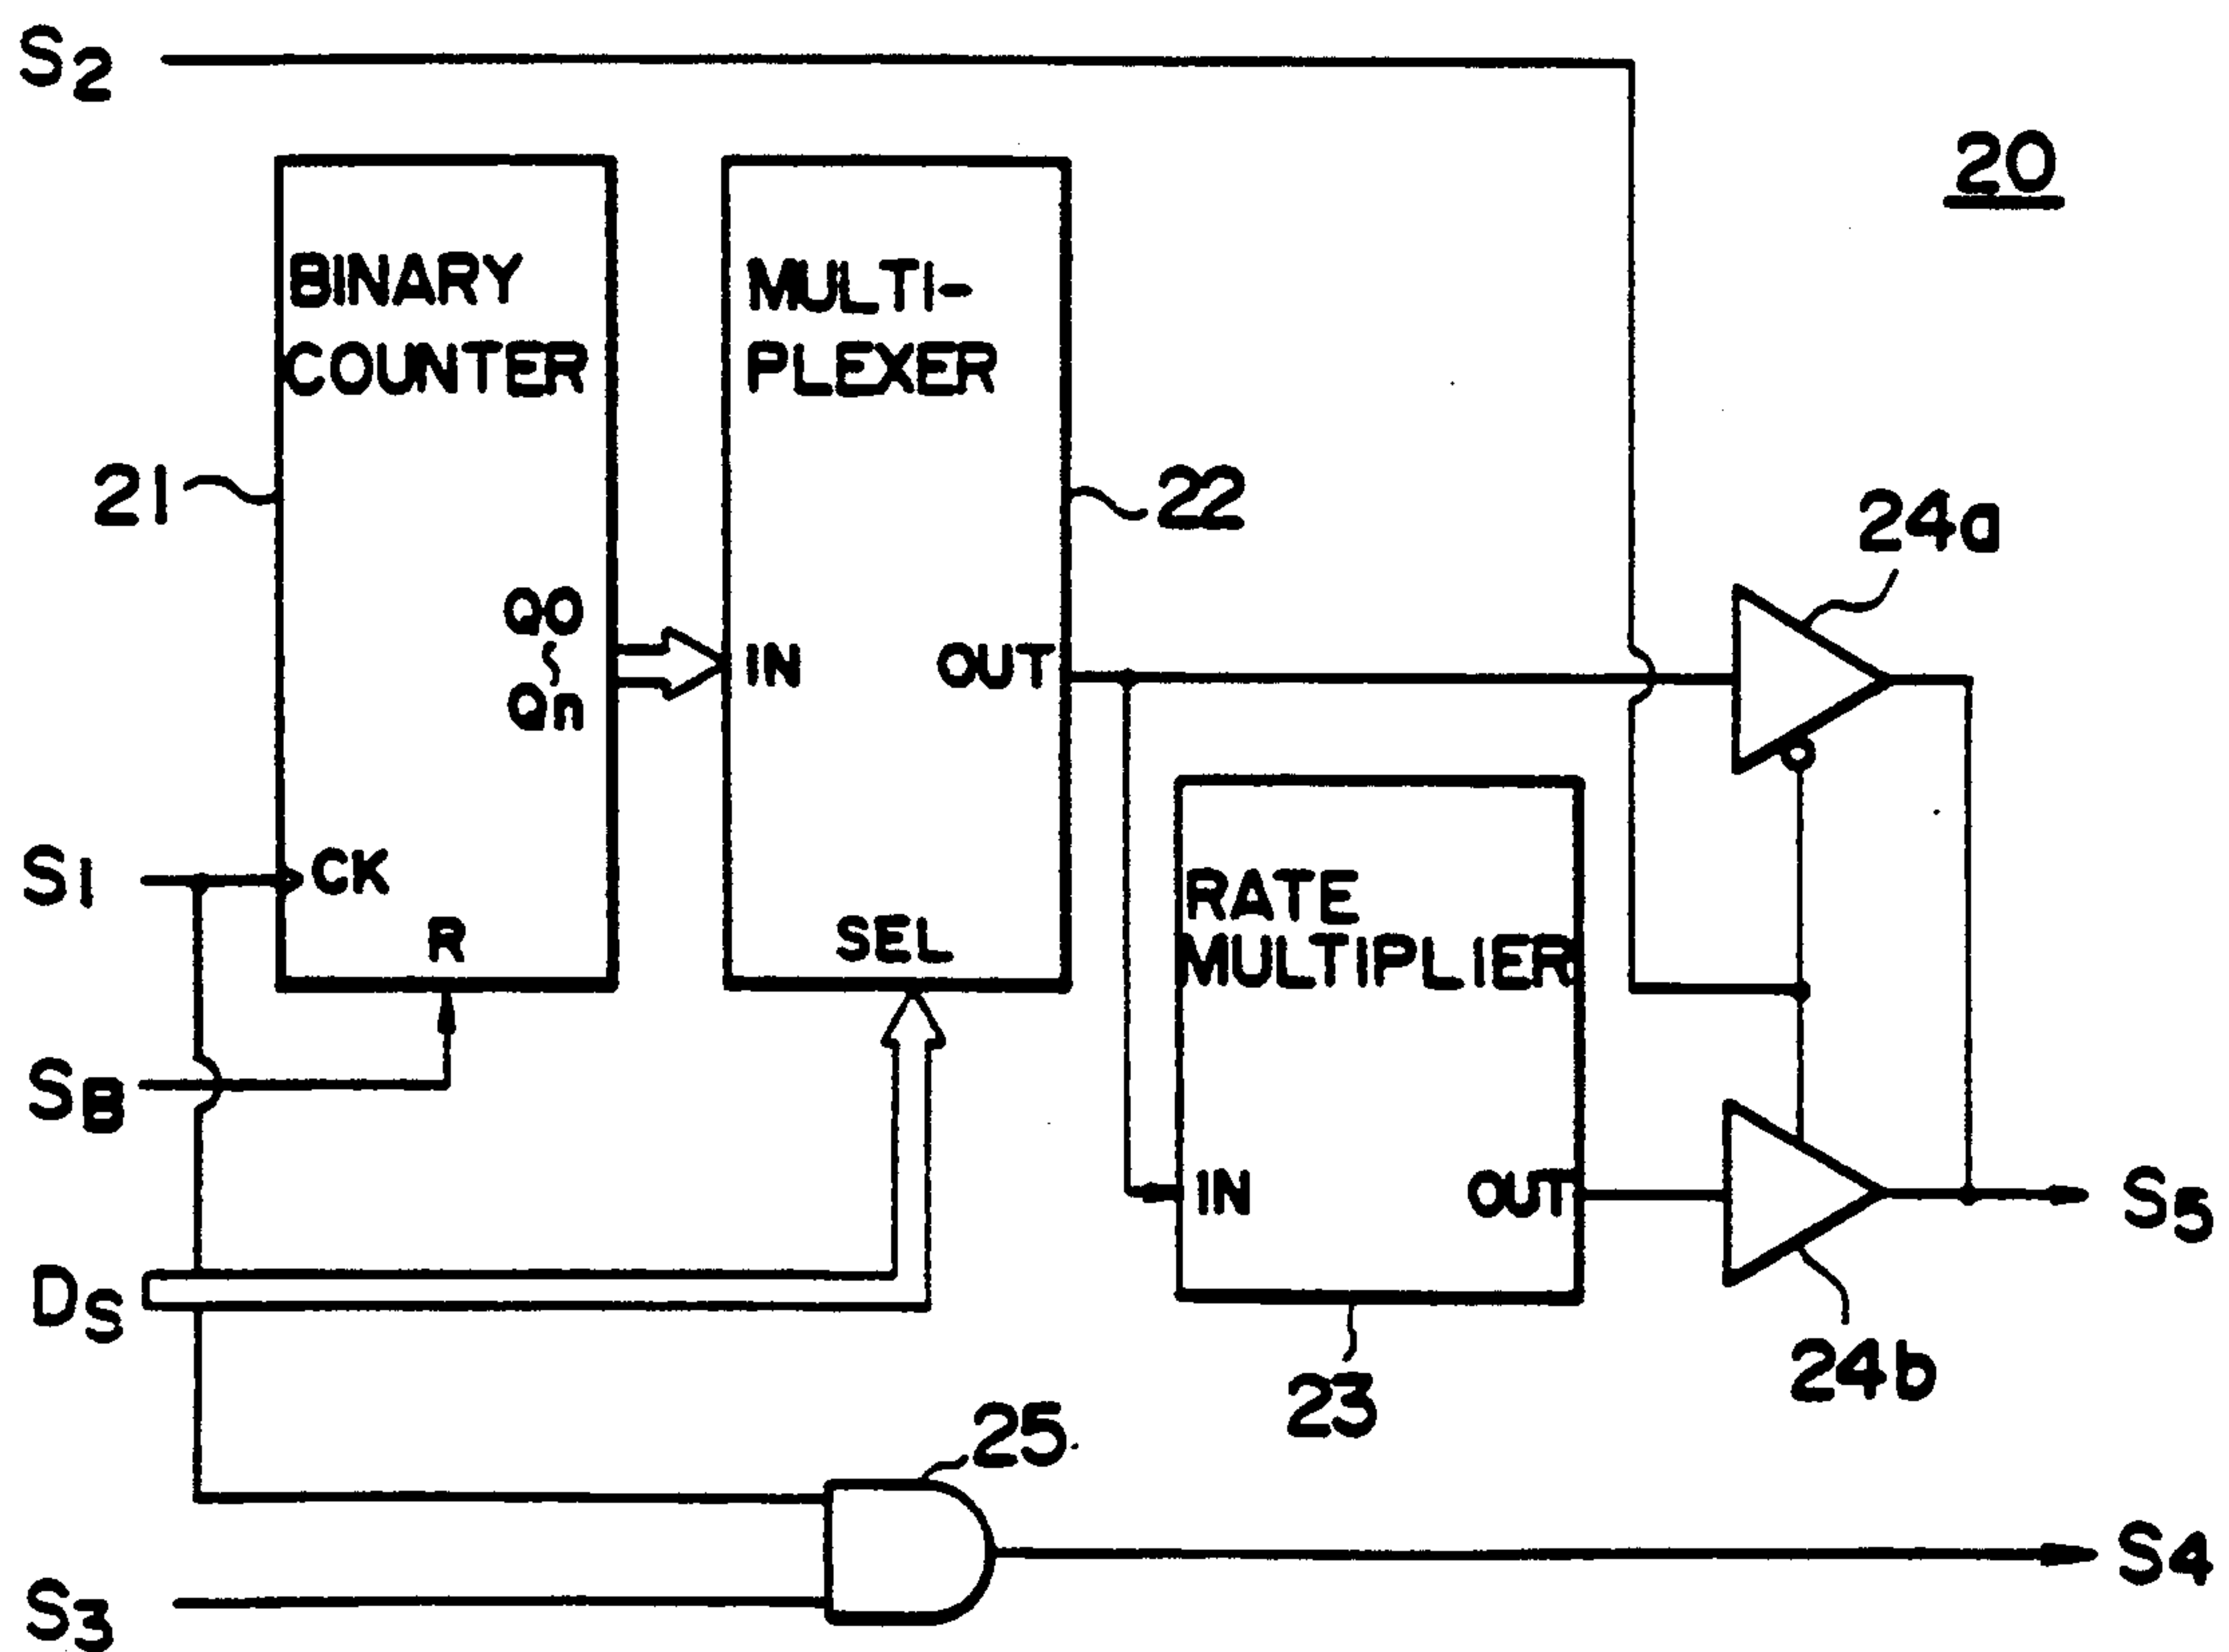 S2
20
BINARY
COUNTER
MULTI-
PLEXER
21
22
24a
Q0
Qn
IN
OUT
S1
CK
R
SEL
RATE
MULTIPLIER
SB
IN
OUT
S5
DS
24b
23
25
S4
S3